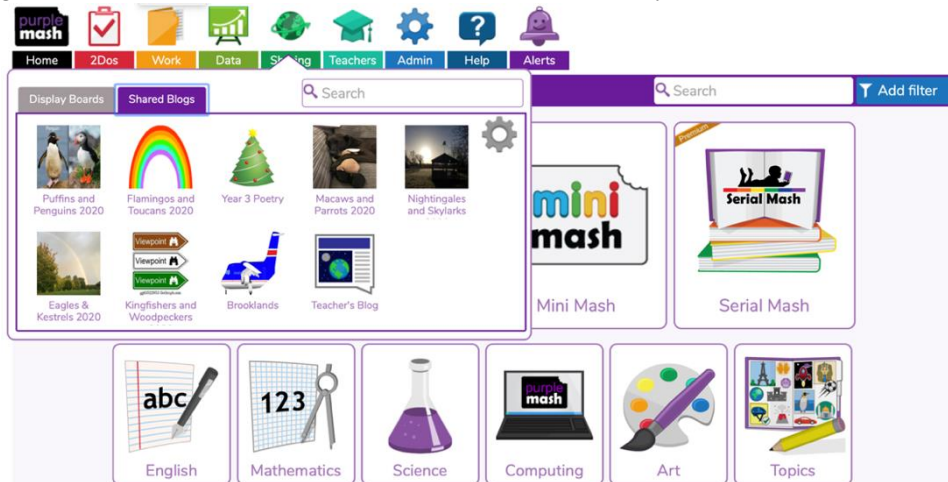 purple
mash
Home
2Dos
Work
Data
Sharing
Teachers
Admin
Help
Alerts
Display Boards
Shared Blogs
Search
Search
Add filter
Puffins and
Penguins 2020
Flamingos and
Toucans 2020
Year 3 Poetry
Macaws and
Parrots 2020
Nightingales
and Skylarks
Viewpoint
Viewpoint
Viewpoint
Eagles &
Kestrels 2020
Kingfishers and
Woodpeckers
Brooklands
Teacher's Blog
mini
mash
Mini Mash
Premium
Serial Mash
Serial Mash
abc
English
123
Mathematics
Science
purple
mash
Computing
Art
Topics